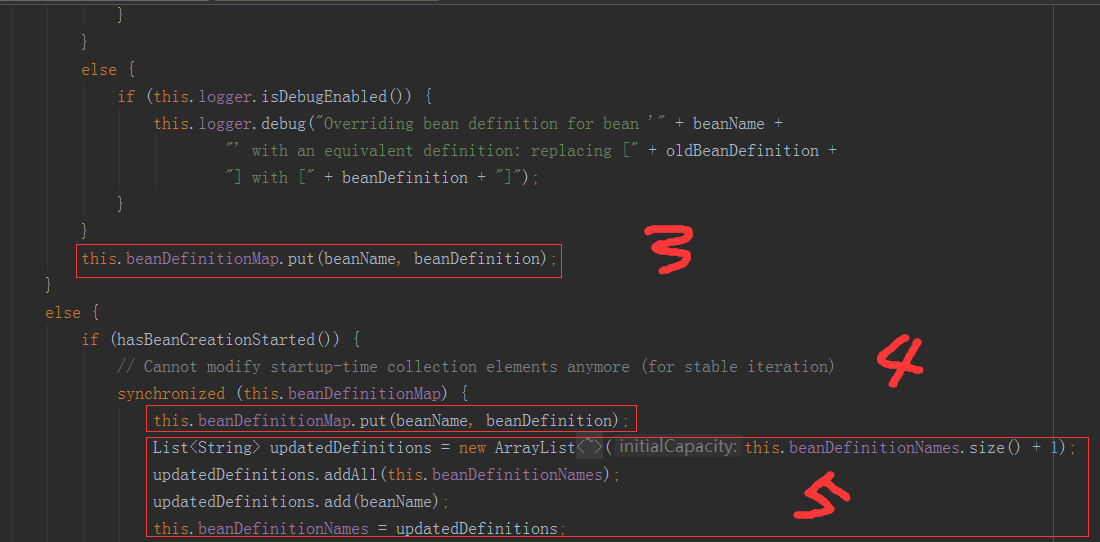 }
}
else {
if (this.logger.isDebugEnabled()) {
this.logger.debug("Overriding bean definition for bean '" + beanName +
"' with an equivalent definition: replacing [" + oldBeanDefinition +
"] with [" + beanDefinition + "]");
}
}
this.beanDefinitionMap.put(beanName, beanDefinition);
3
}
else {
if (hasBeanCreationStarted()) {
// Cannot modify startup-time collection elements anymore (for stable iteration)
4
synchronized (this.beanDefinitionMap) {
this.beanDefinitionMap.put(beanName, beanDefinition);
List<String> updatedDefinitions = new ArrayList<~>( initialCapacity: this.beanDefinitionNames.size() + 1);
updatedDefinitions.addAll(this.beanDefinitionNames);
5
updatedDefinitions.add(beanName);
this.beanDefinitionNames = updatedDefinitions;